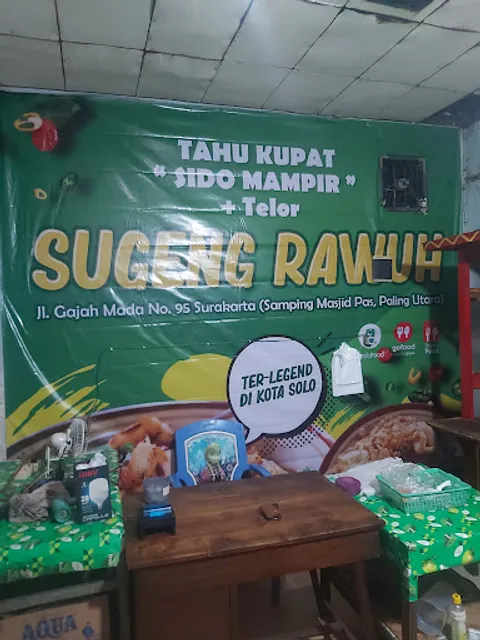 TAHU KUPAT
“ SIDO MAMPIR ”
+ Telor
SUGENG RAWUH
Jl. Gajah Mada No. 95 Surakarta (Samping Masjid Pas, Paling Utara)
gofood
TER-LEGEND
DI KOTA SOLO
AQUA